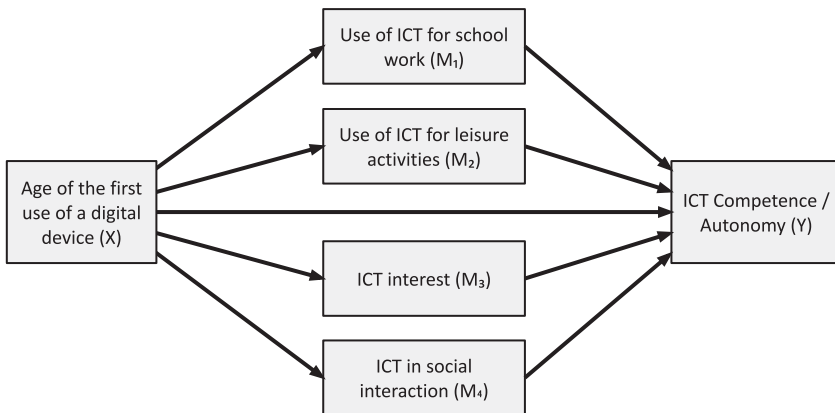 Use of ICT for school
work (M₁)
Use of ICT for leisure
activities (M₂)
Age of the first
use of a digital
device (X)
ICT Competence /
Autonomy (Y)
ICT interest (M₃)
ICT in social
interaction (M₄)